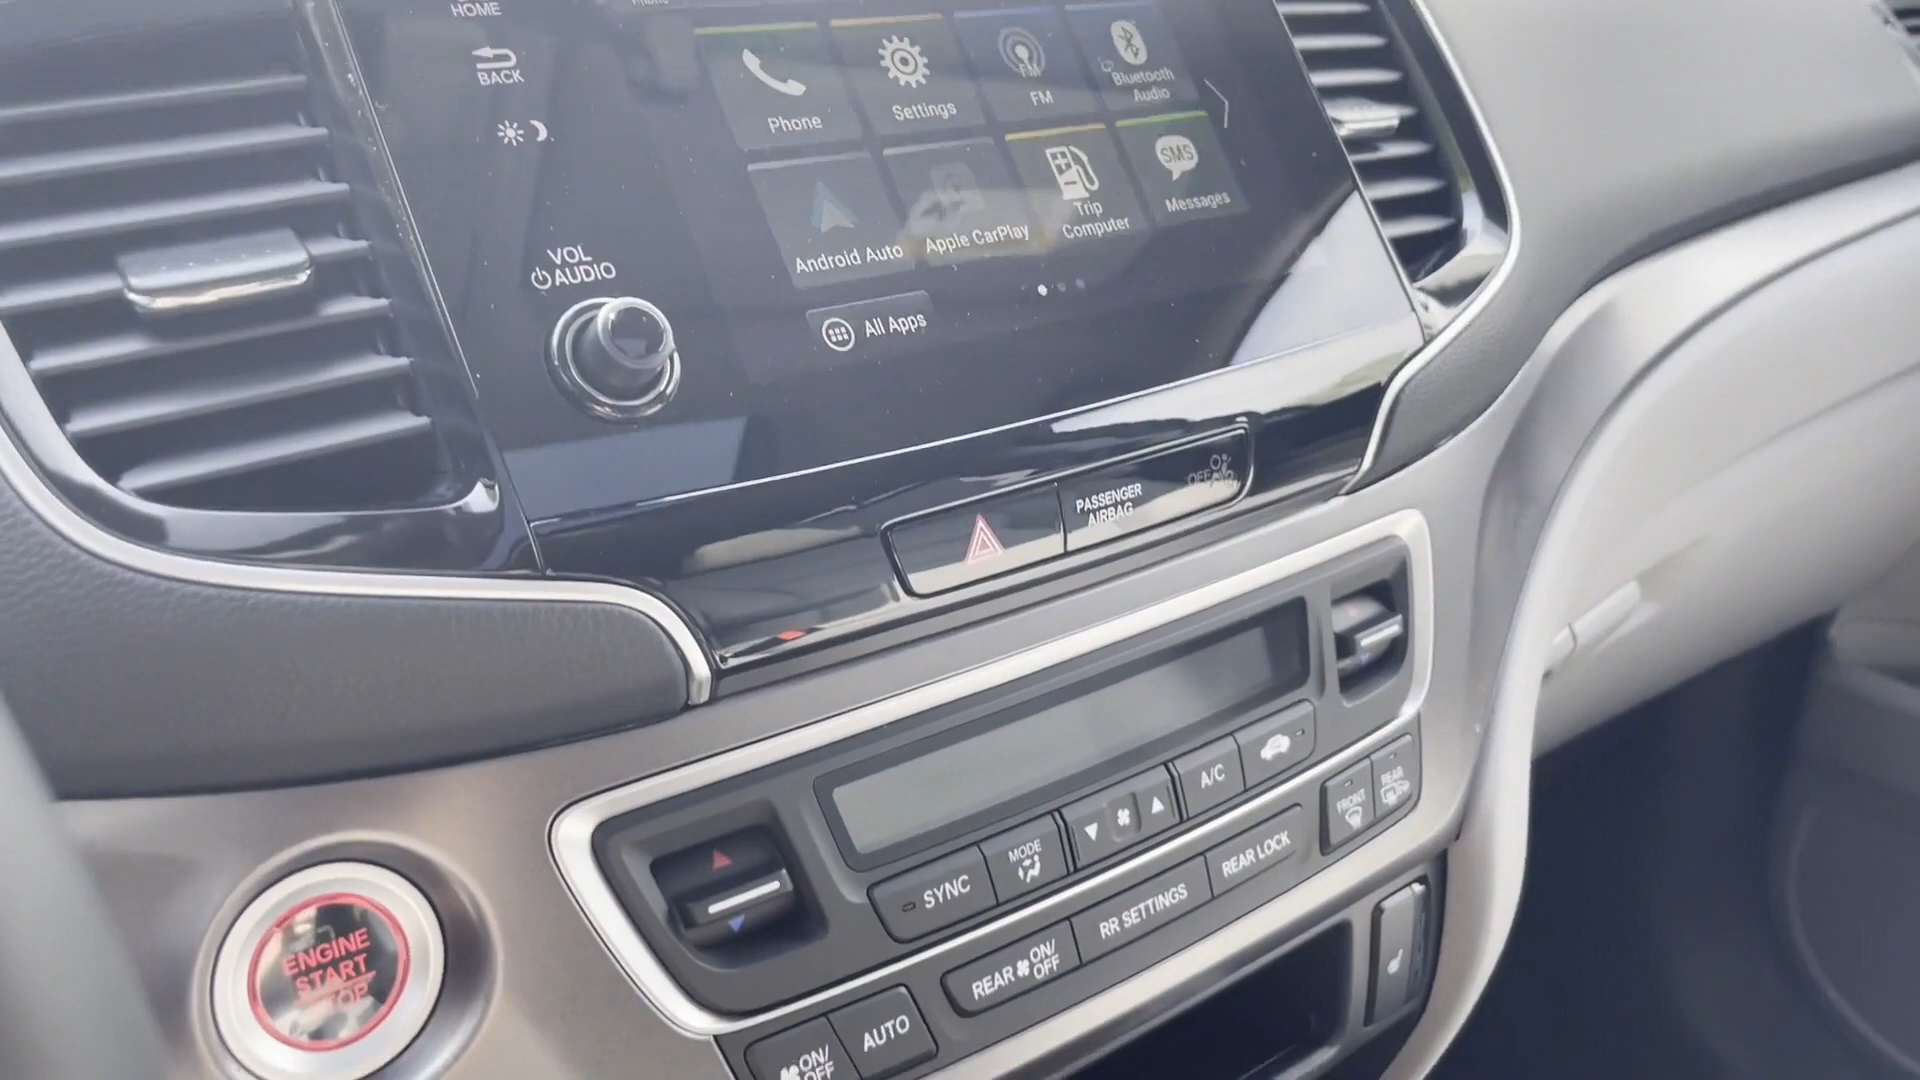 HOME
BACK
VOL
AUDIO
Phone
Settings
FM
FM
Bluetooth
Audio
Android Auto
Apple CarPlay
Trip
Computer
SMS
Messages
All Apps
PASSENGER
AIRBAG
OFF
A/C
MODE
SYNC
FRONT
REAR
REAR LOCK
RR SETTINGS
REAR ON/
OFF
AUTO
ON/
OFF
ENGINE
START
STOP